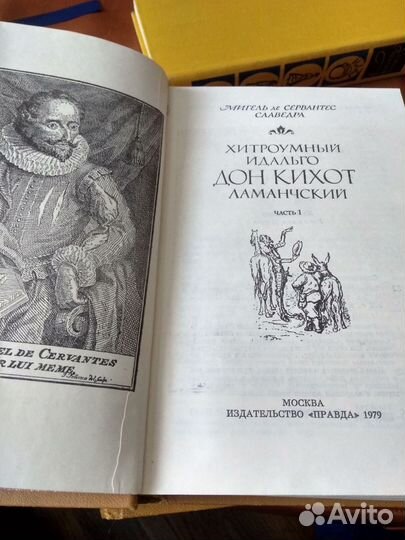 EL DE CERVANTES
R LUI MEME
МИГЕЛЬ де СЕРВАНТЕС
СААВЕДРА
ХИТРОУМНЫЙ
ИДАЛЬГО
ДОН КИХОТ
ЛАМАНЧСКИЙ
ЧАСТЬ 1
МОСКВА
ИЗДАТЕЛЬСТВО «ПРАВДА» 1979
Avito